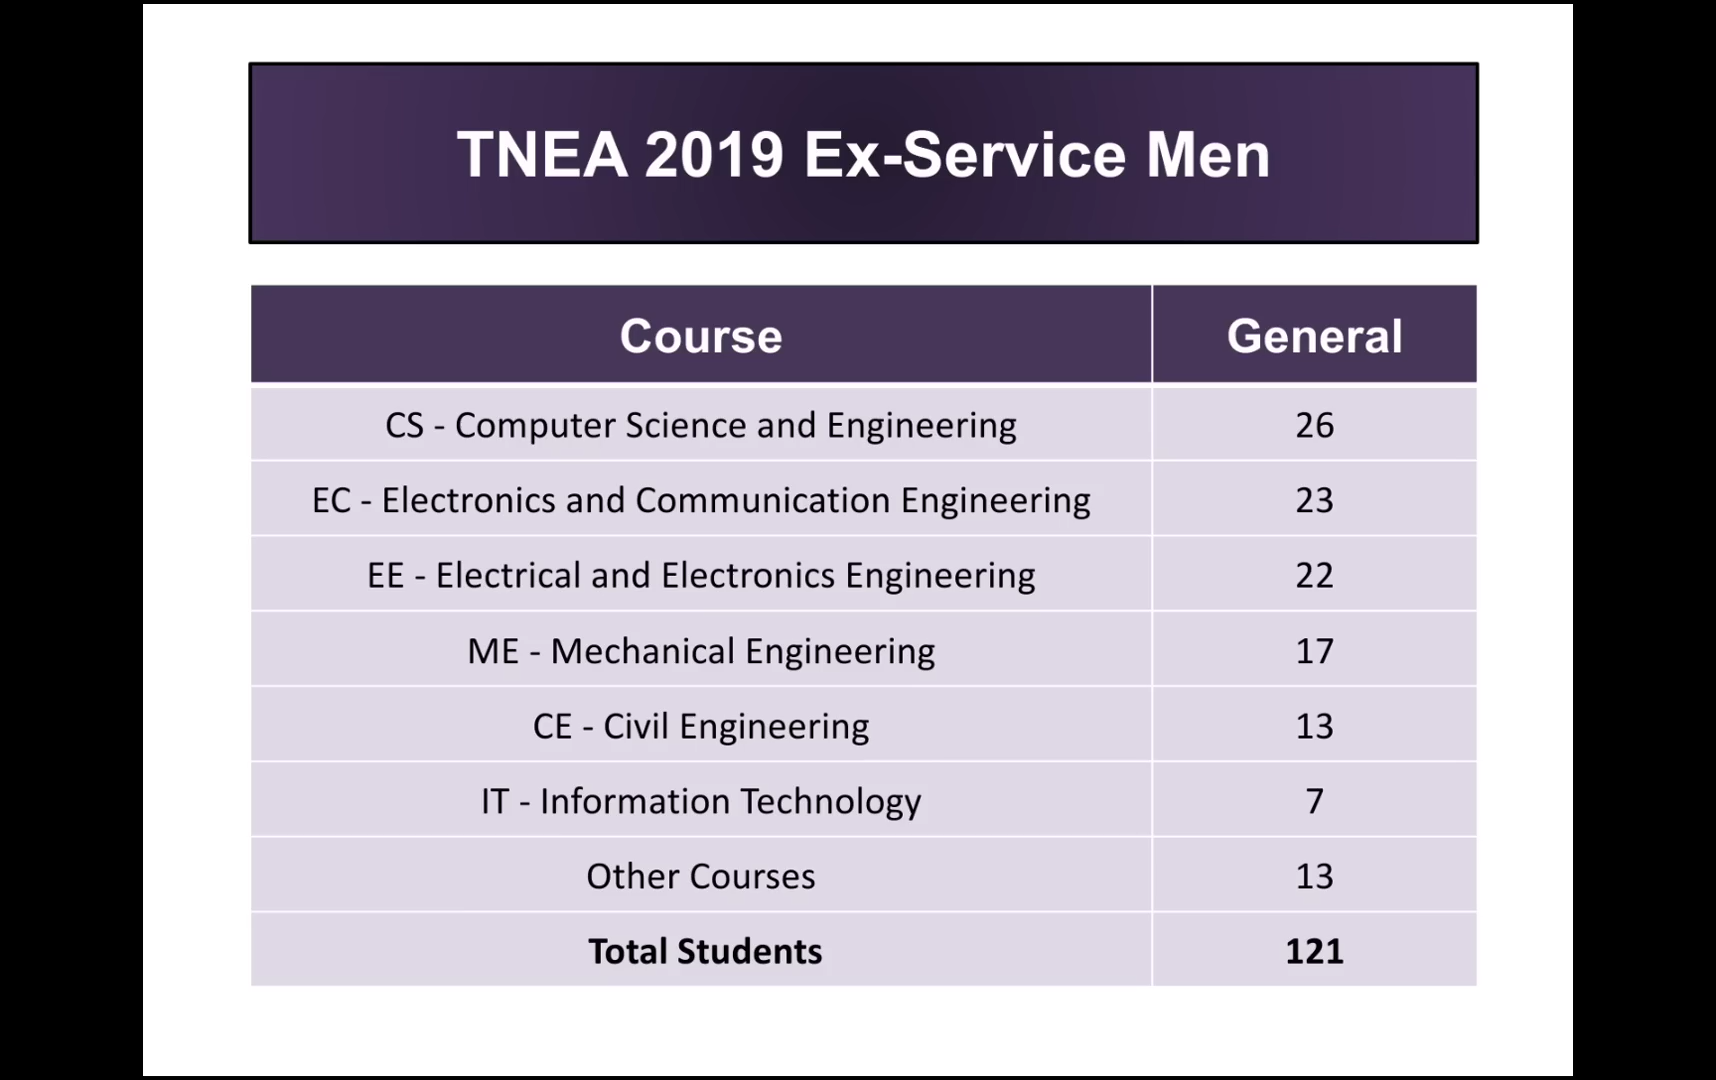 TNEA 2019 Ex-Service Men
Course General
CS - Computer Science and Engineering 26
EC - Electronics and Communication Engineering 23
EE - Electrical and Electronics Engineering 22
ME - Mechanical Engineering 17
CE - Civil Engineering 13
IT - Information Technology 7
Other Courses 13
Total Students 121